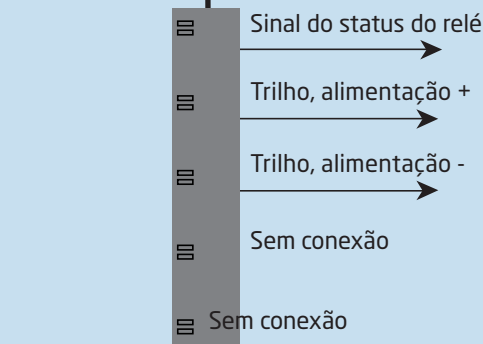 Sinal do status do relé
Trilho, alimentação +
Trilho, alimentação -
Sem conexão
Sem conexão